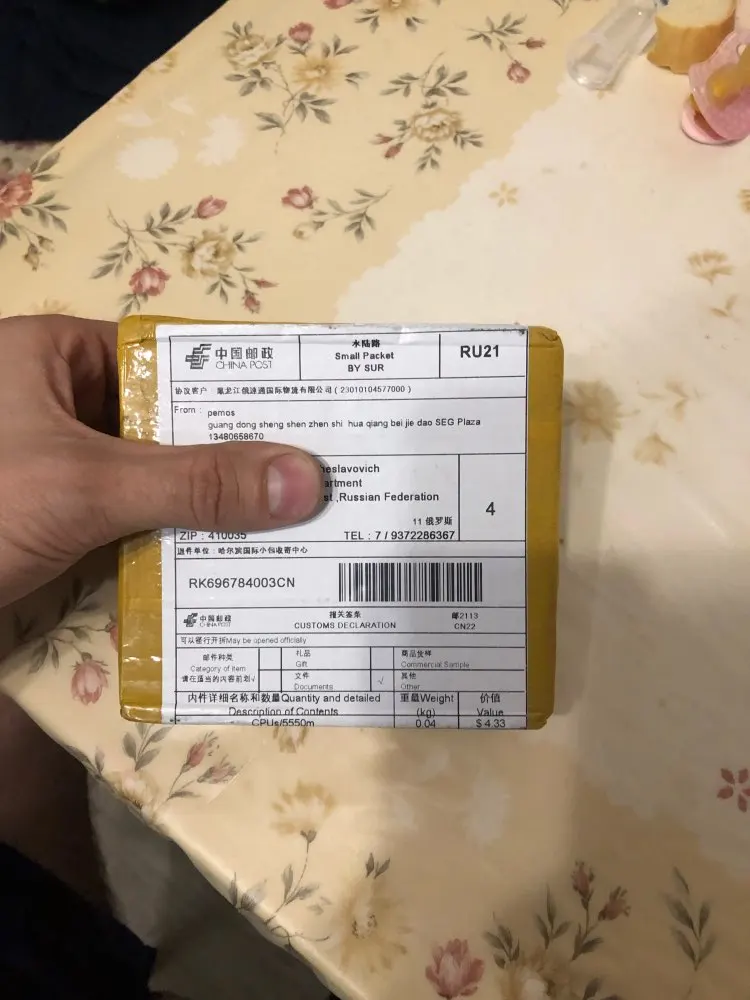 中国邮政
CHINA POST
水陆路
Small Packet
BY SUR
RU21
协议客户 黑龙江俄速通国际物流有限公司 ( 23010104577000 )
From : pemos
guang dong sheng shen zhen shi hua qiang bei jie dao SEG Plaza
13480658670
heslavovich
artment
st ,Russian Federation
11 俄罗斯
4
ZIP : 410035 TEL : 7 / 9372286367
退件单位 : 哈尔滨国际小包收寄中心
RK696784003CN
中国邮政
CHINA POST
报关签条
CUSTOMS DECLARATION
邮2113
CN22
可以径行开拆May be opened officially
邮件种类
Category of item
请在适当的内容前划√
礼品
Gift
商品货样
Commercial Sample
文件
Documents
√
其他
Other
内件详细名称和数量Quantity and detailed
Description of Contents
重量Weight
(kg)
价值
Value
CPUs/5550m 0.04 $ 4.33